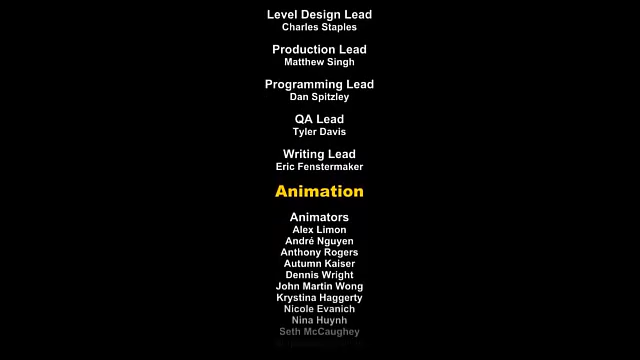 Level Design Lead
Charles Staples
Production Lead
Matthew Singh
Programming Lead
Dan Spitzley
QA Lead
Tyler Davis
Writing Lead
Eric Fenstermaker
Animation
Animators
Alex Limon
André Nguyen
Anthony Rogers
Autumn Kaiser
Dennis Wright
John Martin Wong
Krystina Haggerty
Nicole Evanich
Nina Huynh
Seth McCaughey